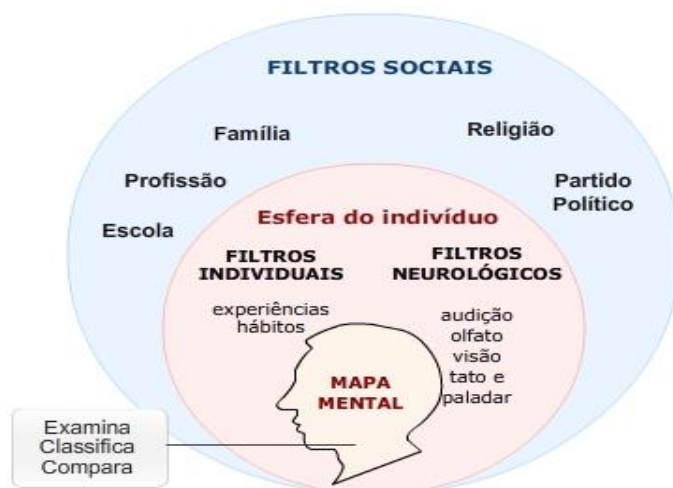 FILTROS SOCIAIS
Família
Religião
Profissão
Partido
Político
Escola
Esfera do indivíduo
FILTROS
INDIVIDUAIS
experiências
hábitos
FILTROS
NEUROLÓGICOS
audição
olfato
visão
tato e
paladar
MAPA
MENTAL
Examina
Classifica
Compara